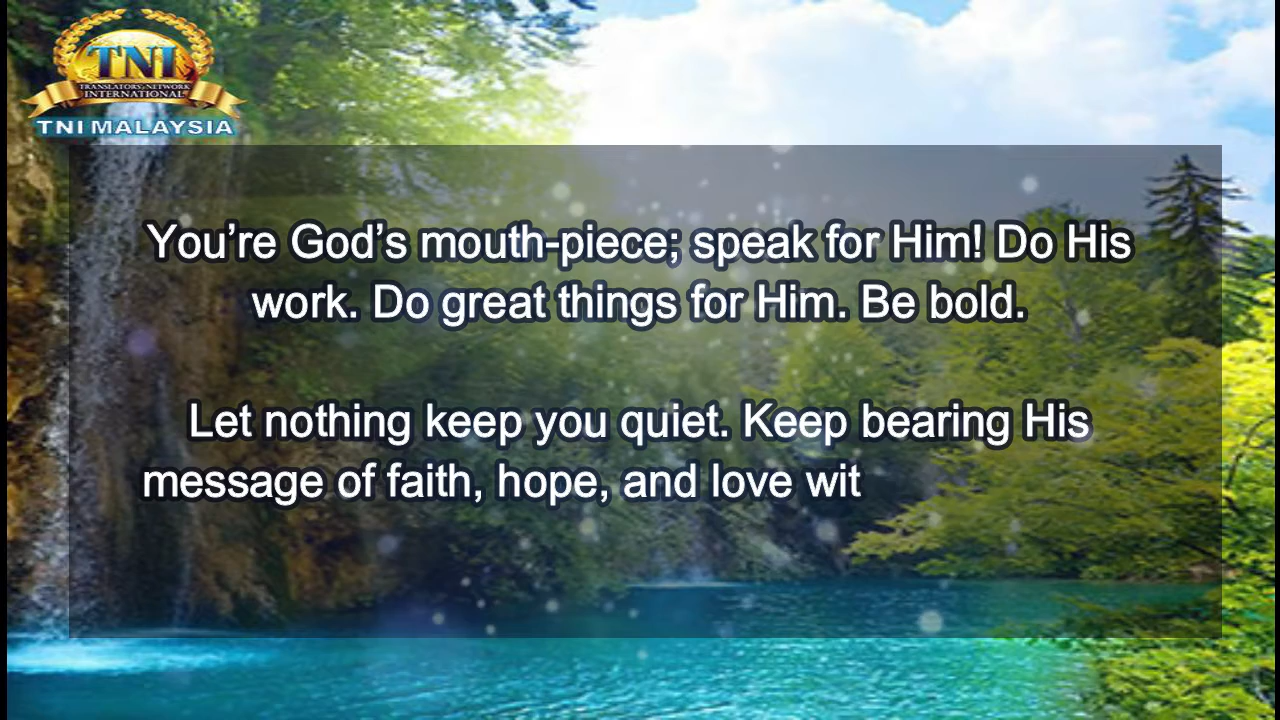 TNI
TRANSLATORS NETWORK
INTERNATIONAL
TNI MALAYSIA
You’re God’s mouth-piece; speak for Him! Do His
work. Do great things for Him. Be bold.
Let nothing keep you quiet. Keep bearing His
message of faith, hope, and love wit